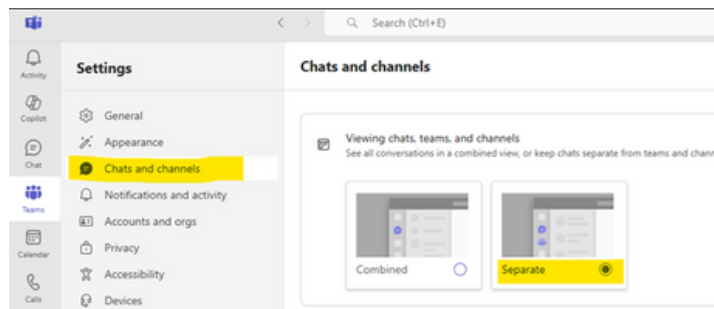 Search (Ctrl+E)
Activity
Copilot
Chat
Teams
Calendar
Calls
Settings
General
Appearance
Chats and channels
Notifications and activity
Accounts and orgs
Privacy
Accessibility
Devices
Chats and channels
Viewing chats, teams, and channels
See all conversations in a combined view, or keep chats separate from teams and chann
Combined
Separate